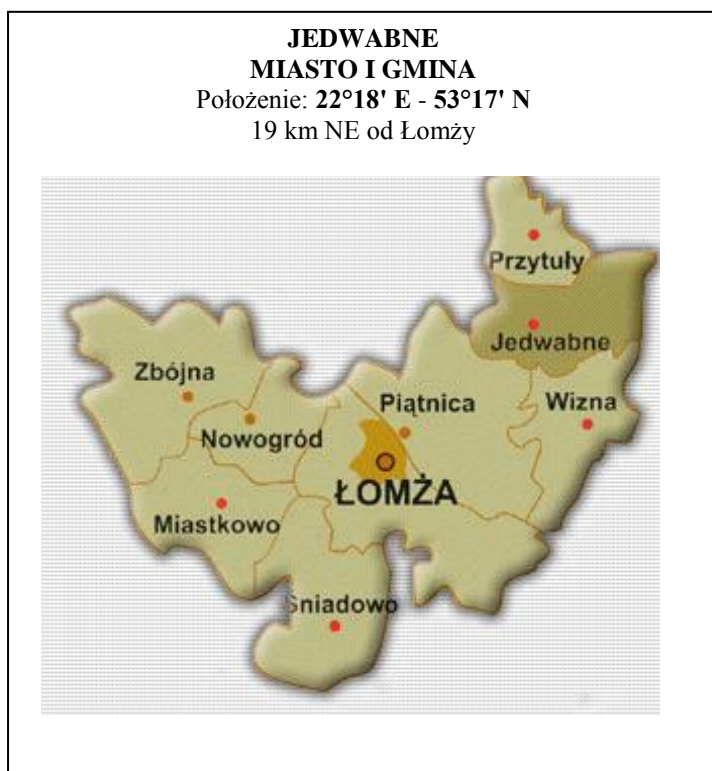 JEDWABNE
MIASTO I GMINA
Położenie: 22°18' E - 53°17' N
19 km NE od Łomży
Przytuły
Jedwabne
Zbójna
Piątnica
Wizna
Nowogród
ŁOMŻA
Miastkowo
Śniadowo